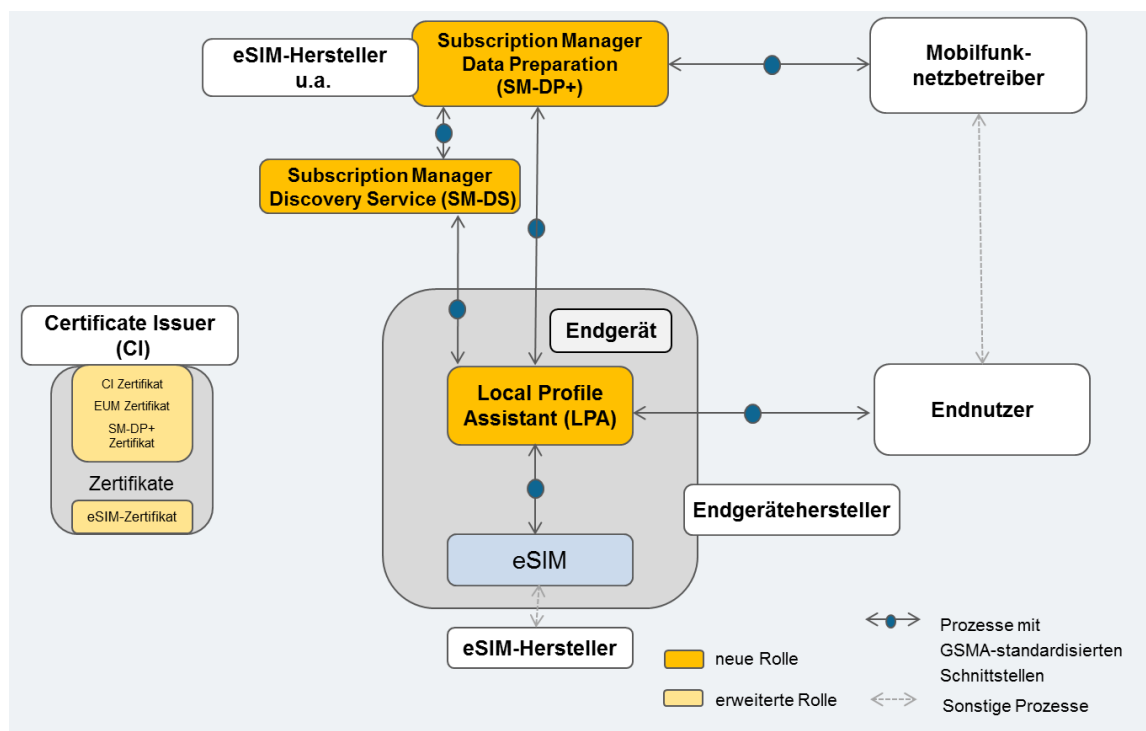 eSIM-Hersteller
u.a.
Subscription Manager
Data Preparation
(SM-DP+)
Mobilfunk-
netzbetreiber
Subscription Manager
Discovery Service (SM-DS)
Endgerät
Certificate Issuer
(CI)
CI Zertifikat
EUM Zertifikat
SM-DP+
Zertifikat
Zertifikate
eSIM-Zertifikat
Local Profile
Assistant (LPA)
Endnutzer
Endgerätehersteller
eSIM
eSIM-Hersteller
neue Rolle
erweiterte Rolle
Prozesse mit
GSMA-standardisierten
Schnittstellen
Sonstige Prozesse